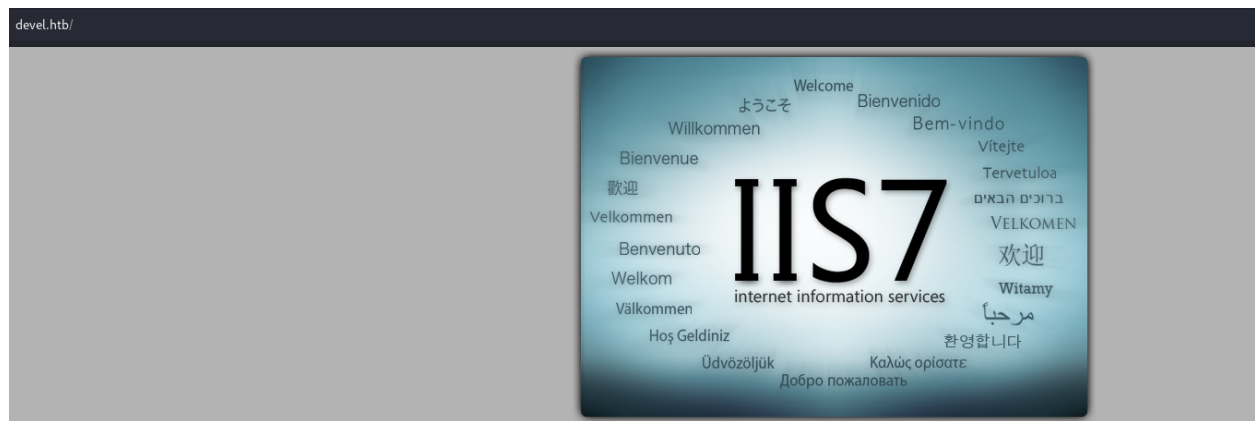 devel.htb/
Welcome
ようこそ
Bienvenido
Willkommen
Bem-vindo
Vítejte
Bienvenue
Tervetuloa
歡迎
ברוכים הבאים
Velkommen
VELKOMEN
Benvenuto
欢迎
Welkom
IIS7
internet information services
Witamy
Välkommen
مرحباً
Hoş Geldiniz
환영합니다
Üdvözöljük
Καλώς ορίσατε
Добро пожаловать